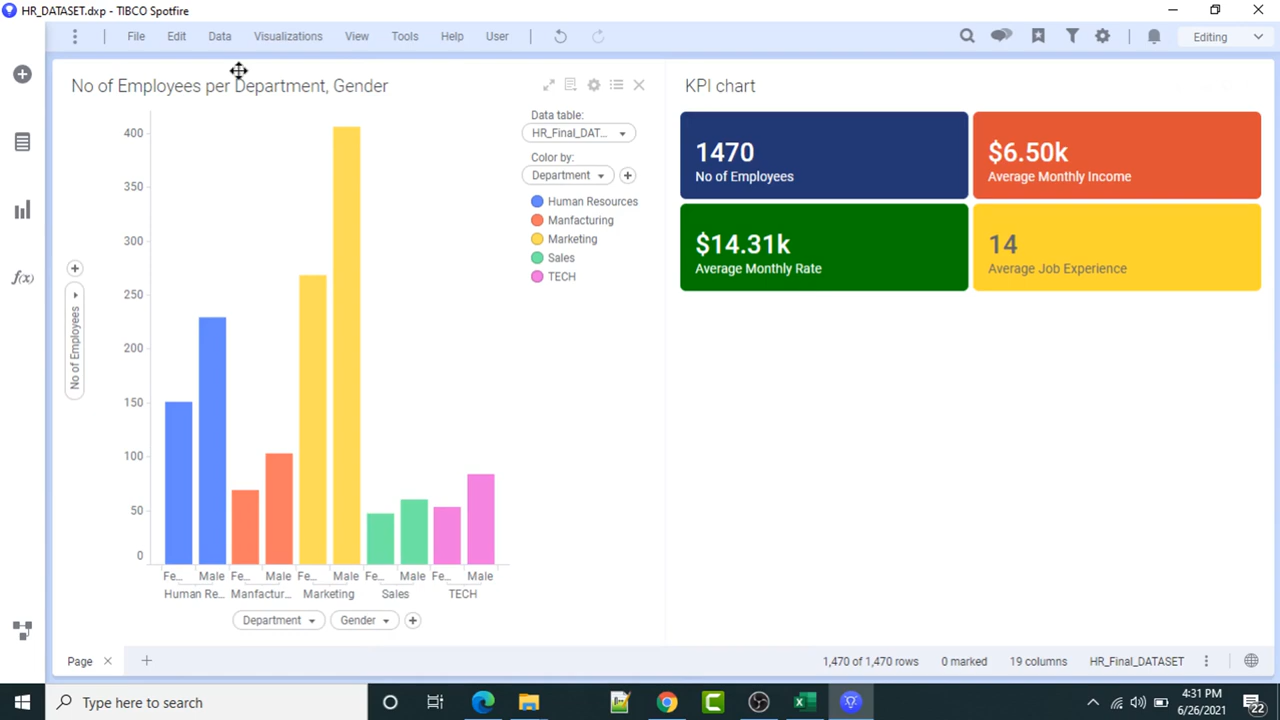 HR_DATASET.dxp - TIBCO Spotfire
File Edit Data Visualizations View Tools Help User
Editing
No of Employees per Department, Gender
400
350
300
250
200
150
100
50
0
No of Employees
Fe... Male Fe... Male Fe... Male Fe... Male Fe... Male
Human Re... Manfactur... Marketing Sales TECH
Department Gender
Data table:
HR_Final_DAT...
Color by:
Department
Human Resources
Manfacturing
Marketing
Sales
TECH
KPI chart
1470
No of Employees
$6.50k
Average Monthly Income
$14.31k
Average Monthly Rate
14
Average Job Experience
f(x)
Page
1,470 of 1,470 rows 0 marked 19 columns HR_Final_DATASET
Type here to search
4:31 PM
6/26/2021
22